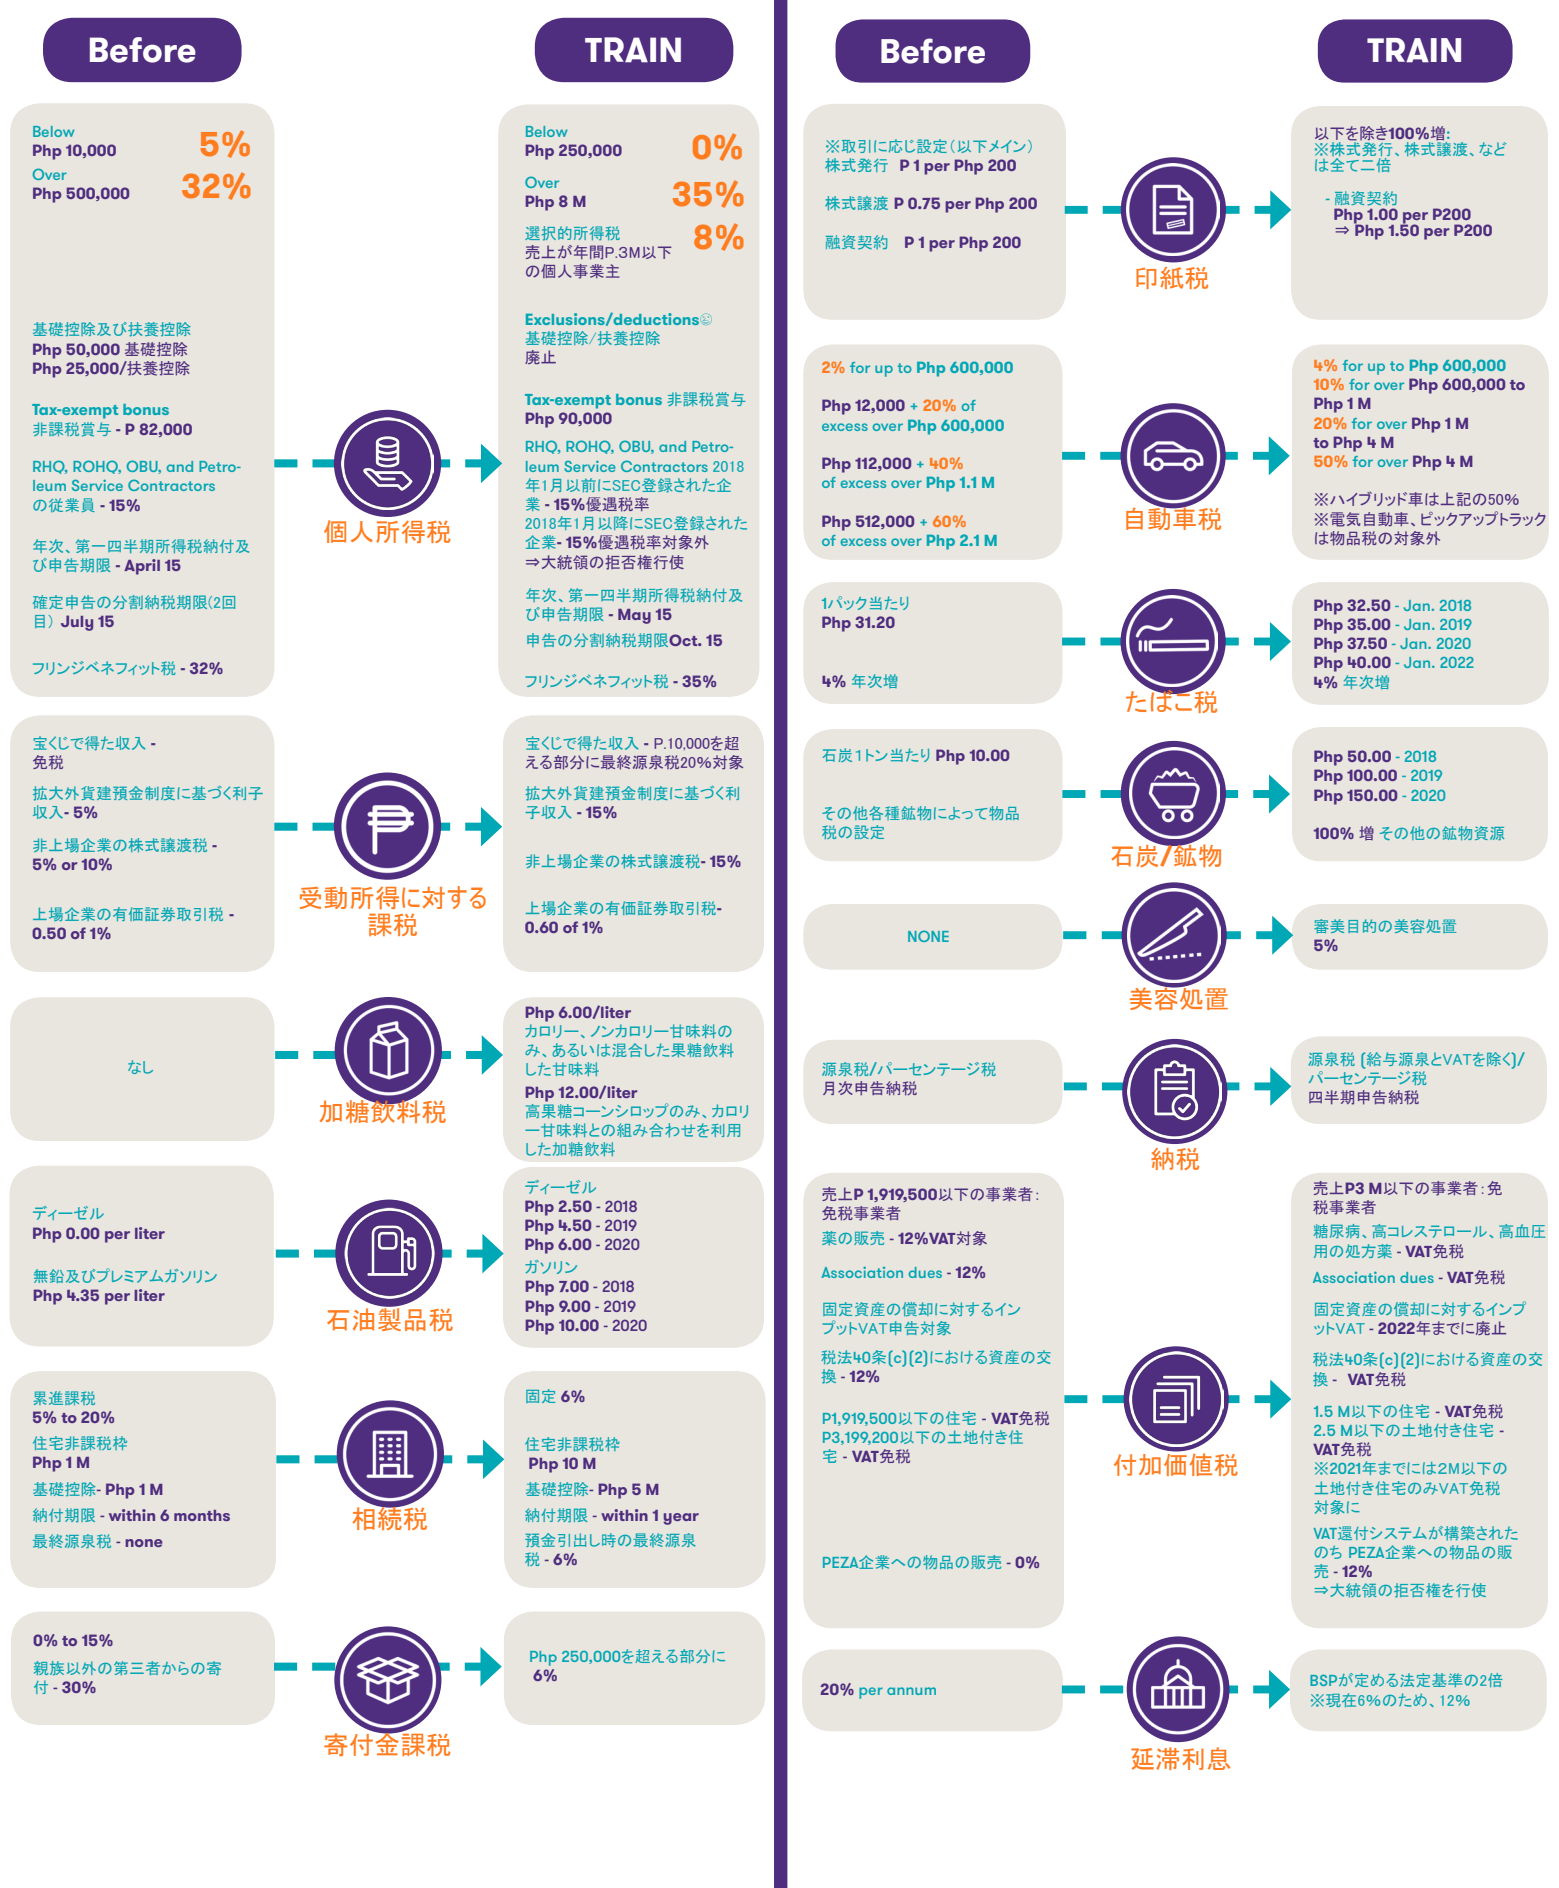 Before
TRAIN
Below
Php 10,000
5%
Over
Php 500,000
32%
基礎控除及び扶養控除
Php 50,000 基礎控除
Php 25,000/扶養控除
Tax-exempt bonus
非課税賞与 - P 82,000
RHQ, ROHQ, OBU, and Petro-
leum Service Contractors
の従業員 - 15%
年次、第一四半期所得税納付及
び申告期限 - April 15
確定申告の分割納税期限(2回
目) July 15
フリンジベネフィット税 - 32%
個人所得税
Below
Php 250,000
0%
Over
Php 8 M
35%
選択的所得税
売上が年間P.3M以下
の個人事業主
8%
Exclusions/deductions
基礎控除/扶養控除
廃止
Tax-exempt bonus 非課税賞与
Php 90,000
RHQ, ROHQ, OBU, and Petro-
leum Service Contractors 2018
年1月以前にSEC登録された企
業 - 15%優遇税率
2018年1月以降にSEC登録された
企業- 15%優遇税率対象外
⇒大統領の拒否権行使
年次、第一四半期所得税納付及
び申告期限 - May 15
申告の分割納税期限Oct. 15
フリンジベネフィット税 - 35%
宝くじで得た収入 -
免税
拡大外貨建預金制度に基づく利子
収入- 5%
非上場企業の株式譲渡税 -
5% or 10%
上場企業の有価証券取引税 -
0.50 of 1%
受動所得に対する
課税
宝くじで得た収入 - P.10,000を超
える部分に最終源泉税20%対象
拡大外貨建預金制度に基づく利
子収入 - 15%
非上場企業の株式譲渡税- 15%
上場企業の有価証券取引税-
0.60 of 1%
なし
加糖飲料税
Php 6.00/liter
カロリー、ノンカロリー甘味料の
み、あるいは混合した果糖飲料
した甘味料
Php 12.00/liter
高果糖コーンシロップのみ、カロリ
ー甘味料との組み合わせを利用
した加糖飲料
ディーゼル
Php 0.00 per liter
無鉛及びプレミアムガソリン
Php 4.35 per liter
石油製品税
ディーゼル
Php 2.50 - 2018
Php 4.50 - 2019
Php 6.00 - 2020
ガソリン
Php 7.00 - 2018
Php 9.00 - 2019
Php 10.00 - 2020
累進課税
5% to 20%
住宅非課税枠
Php 1 M
基礎控除- Php 1 M
納付期限 - within 6 months
最終源泉税 - none
相続税
固定 6%
住宅非課税枠
Php 10 M
基礎控除- Php 5 M
納付期限 - within 1 year
預金引出し時の最終源泉
税 - 6%
0% to 15%
親族以外の第三者からの寄
付 - 30%
寄付金課税
Php 250,000を超える部分に
6%
Before
TRAIN
※取引に応じ設定(以下メイン)
株式発行 P 1 per Php 200
株式譲渡 P 0.75 per Php 200
融資契約 P 1 per Php 200
印紙税
以下を除き100%増:
※株式発行、株式譲渡、など
は全て二倍
- 融資契約
Php 1.00 per P200
⇒ Php 1.50 per P200
2% for up to Php 600,000
Php 12,000 + 20% of
excess over Php 600,000
Php 112,000 + 40%
of excess over Php 1.1 M
Php 512,000 + 60%
of excess over Php 2.1 M
自動車税
4% for up to Php 600,000
10% for over Php 600,000 to
Php 1 M
20% for over Php 1 M
to Php 4 M
50% for over Php 4 M
※ハイブリッド車は上記の50%
※電気自動車、ピックアップトラック
は物品税の対象外
1パック当たり
Php 31.20
4% 年次増
たばこ税
Php 32.50 - Jan. 2018
Php 35.00 - Jan. 2019
Php 37.50 - Jan. 2020
Php 40.00 - Jan. 2022
4% 年次増
石炭1トン当たり Php 10.00
その他各種鉱物によって物品
税の設定
石炭/鉱物
Php 50.00 - 2018
Php 100.00 - 2019
Php 150.00 - 2020
100% 増 その他の鉱物資源
NONE
美容処置
審美目的の美容処置
5%
源泉税/パーセンテージ税
月次申告納税
納税
源泉税 (給与源泉とVATを除く)/
パーセンテージ税
四半期申告納税
売上P 1,919,500以下の事業者:
免税事業者
薬の販売 - 12%VAT対象
Association dues - 12%
固定資産の償却に対するイン
プットVAT申告対象
税法40条(c)(2)における資産の交
換 - 12%
P1,919,500以下の住宅 - VAT免税
P3,199,200以下の土地付き住
宅 - VAT免税
PEZA企業への物品の販売 - 0%
付加価値税
売上P3 M以下の事業者:免
税事業者
糖尿病、高コレステロール、高血圧
用の処方薬 - VAT免税
Association dues - VAT免税
固定資産の償却に対するインプ
ットVAT - 2022年までに廃止
税法40条(c)(2)における資産の交
換 - VAT免税
1.5 M以下の住宅 - VAT免税
2.5 M以下の土地付き住宅 -
VAT免税
※2021年までには2M以下の
土地付き住宅のみVAT免税
対象に
VAT還付システムが構築された
のち PEZA企業への物品の販
売 - 12%
⇒大統領の拒否権を行使
20% per annum
延滞利息
BSPが定める法定基準の2倍
※現在6%のため、12%